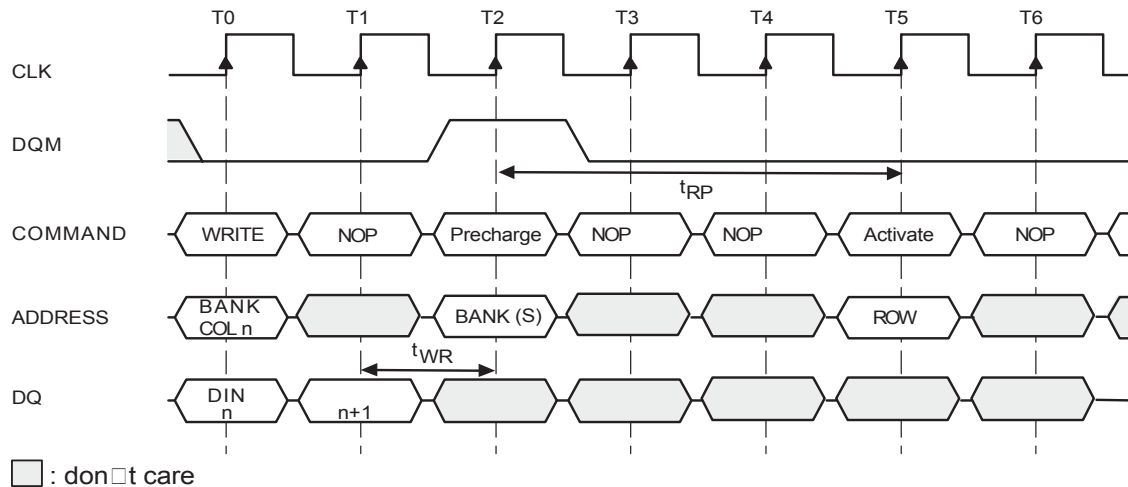 T0 T1 T2 T3 T4 T5 T6
CLK
DQM
tRP
COMMAND WRITE NOP Precharge NOP NOP Activate NOP
ADDRESS BANK COL n BANK (S) ROW
tWR
DQ DIN n n+1
: don□t care